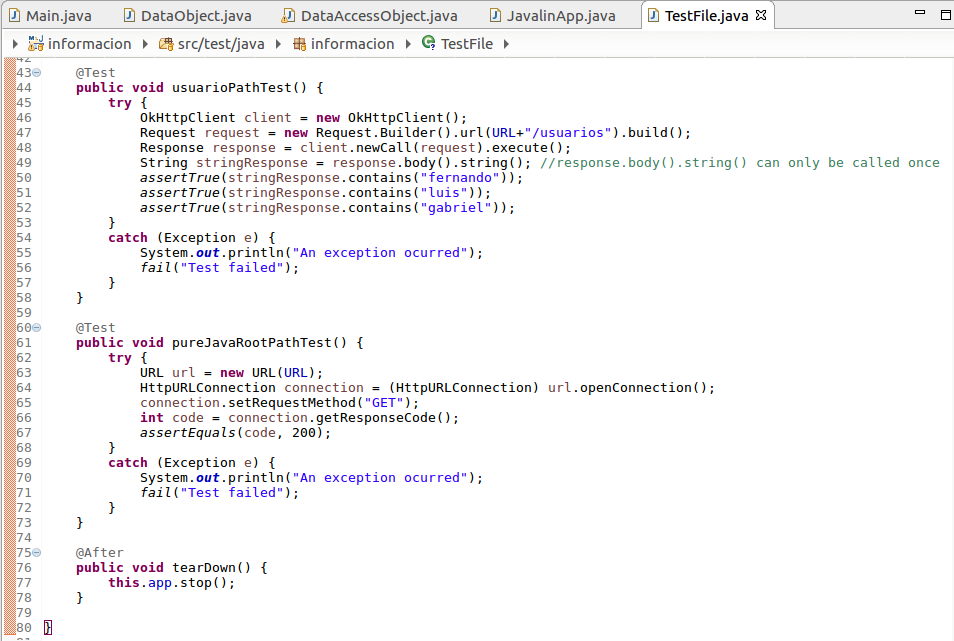 Main.java DataObject.java DataAccessObject.java JavalinApp.java TestFile.java
informacion src/test/java informacion TestFile
42
43 @Test
44 public void usuarioPathTest() {
45 try {
46 OkHttpClient client = new OkHttpClient();
47 Request request = new Request.Builder().url(URL+"/usuarios").build();
48 Response response = client.newCall(request).execute();
49 String stringResponse = response.body().string(); //response.body().string() can only be called once
50 assertTrue(stringResponse.contains("fernando"));
51 assertTrue(stringResponse.contains("luis"));
52 assertTrue(stringResponse.contains("gabriel"));
53 }
54 catch (Exception e) {
55 System.out.println("An exception ocurred");
56 fail("Test failed");
57 }
58 }
59
60 @Test
61 public void pureJavaRootPathTest() {
62 try {
63 URL url = new URL(URL);
64 HttpURLConnection connection = (HttpURLConnection) url.openConnection();
65 connection.setRequestMethod("GET");
66 int code = connection.getResponseCode();
67 assertEquals(code, 200);
68 }
69 catch (Exception e) {
70 System.out.println("An exception ocurred");
71 fail("Test failed");
72 }
73 }
74
75 @After
76 public void tearDown() {
77 this.app.stop();
78 }
79
80 }